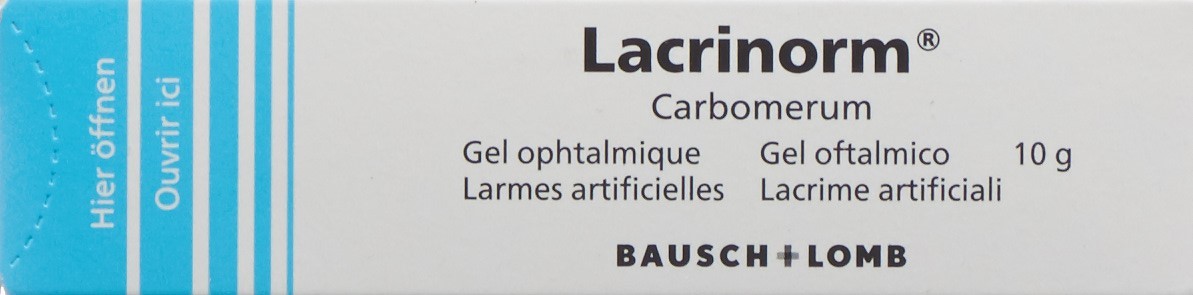 Hier öffnen
Ouvrir ici
Lacrinorm®
Carbomerum
Gel ophtalmique Gel oftalmico 10 g
Larmes artificielles Lacrime artificiali
BAUSCH + LOMB